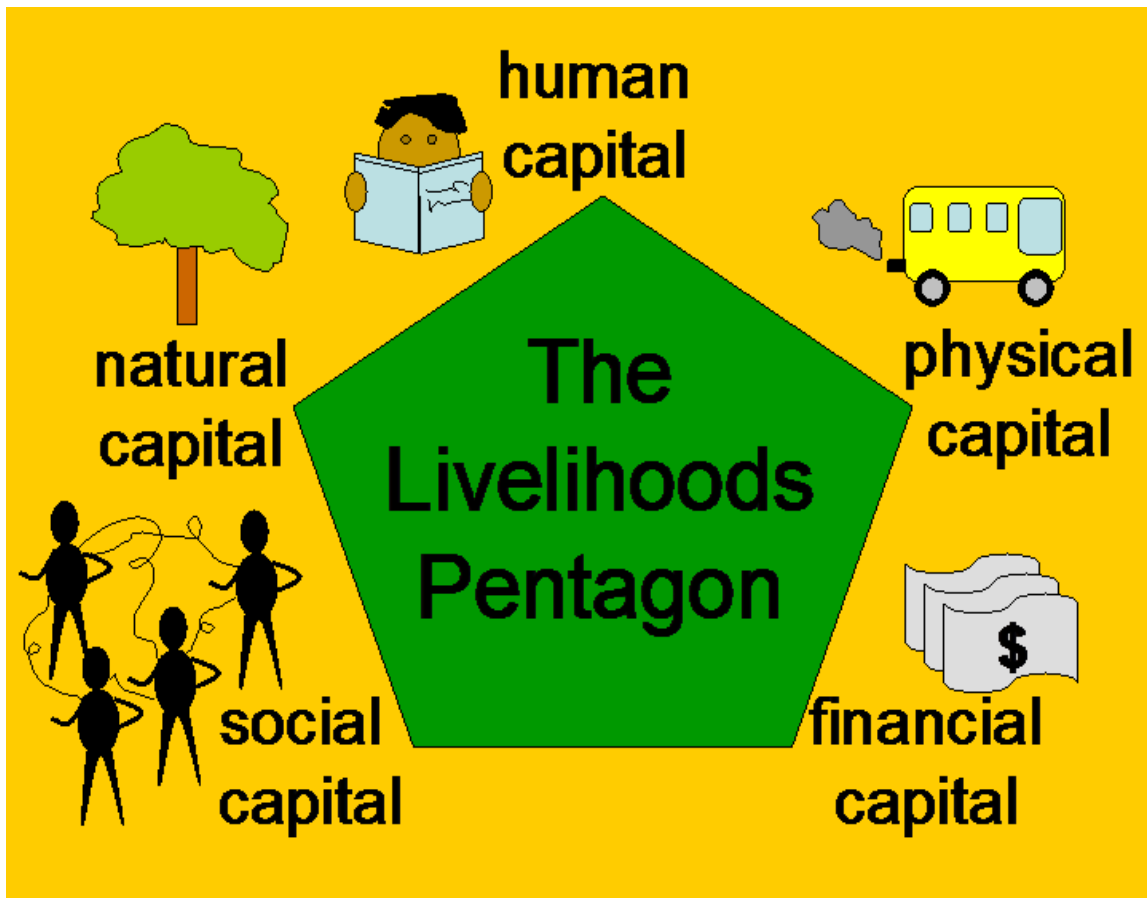 human
capital
natural
capital
physical
capital
The
Livelihoods
Pentagon
social
capital
$
financial
capital